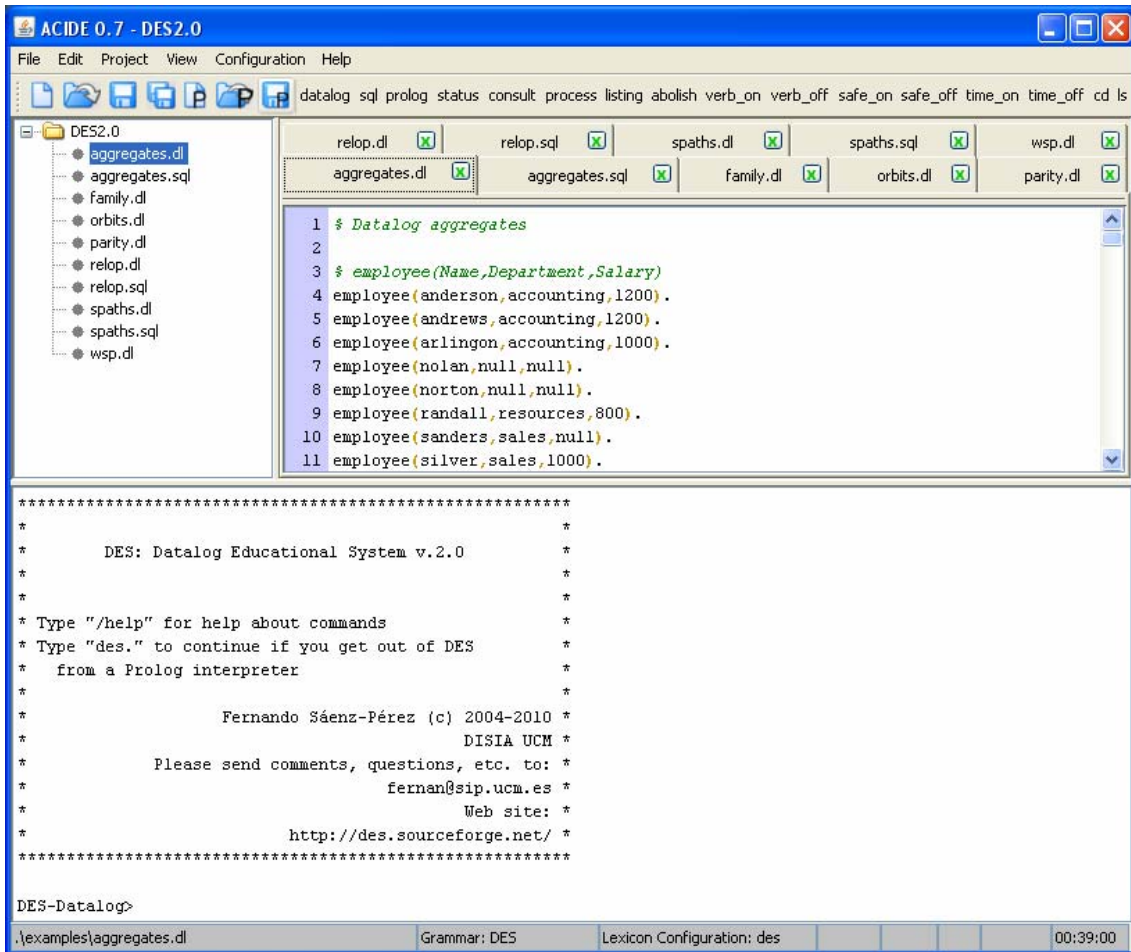 ACIDE 0.7 - DES2.0
File Edit Project View Configuration Help
datalog sql prolog status consult process listing abolish verb_on verb_off safe_on safe_off time_on time_off cd ls
DES2.0
aggregates.dl
aggregates.sql
family.dl
orbits.dl
parity.dl
relop.dl
relop.sql
spaths.dl
spaths.sql
wsp.dl
relop.dl relop.sql spaths.dl spaths.sql wsp.dl
aggregates.dl aggregates.sql family.dl orbits.dl parity.dl
1 % Datalog aggregates
2
3 % employee(Name,Department,Salary)
4 employee(anderson,accounting,1200).
5 employee(andrews,accounting,1200).
6 employee(arlingon,accounting,1000).
7 employee(nolan,null,null).
8 employee(norton,null,null).
9 employee(randall,resources,800).
10 employee(sanders,sales,null).
11 employee(silver,sales,1000).
*********************************************************
* *
* DES: Datalog Educational System v.2.0 *
* *
* *
* Type "/help" for help about commands *
* Type "des." to continue if you get out of DES *
* from a Prolog interpreter *
* *
* Fernando Sáenz-Pérez (c) 2004-2010 *
* DISIA UCM *
* Please send comments, questions, etc. to: *
* fernan@sip.ucm.es *
* Web site: *
* http://des.sourceforge.net/ *
*********************************************************
DES-Datalog>
.\examples\aggregates.dl Grammar: DES Lexicon Configuration: des 00:39:00